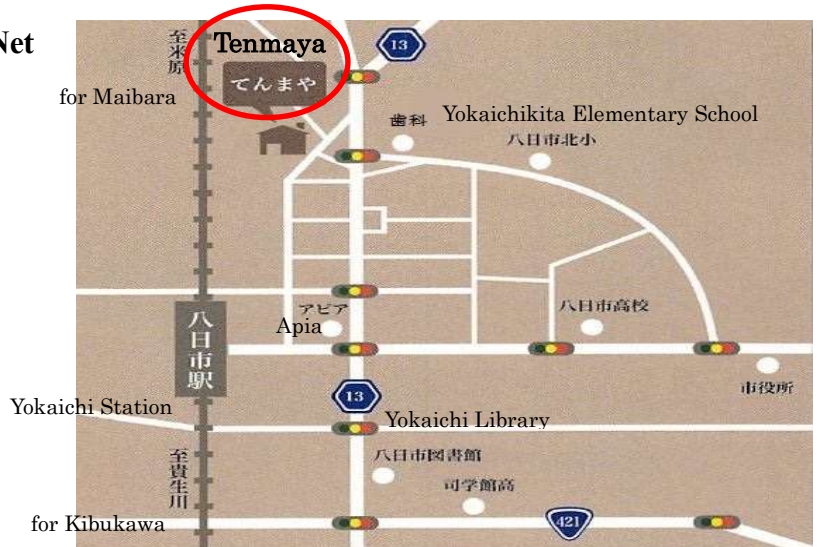 Net
至米原
Tenmaya
てんまや
13
for Maibara
歯科
Yokaichikita Elementary School
八日市北小
アピア
Apia
八日市高校
八日市駅
13
市役所
Yokaichi Station
Yokaichi Library
八日市図書館
至貴生川
司学館高
for Kibukawa
421